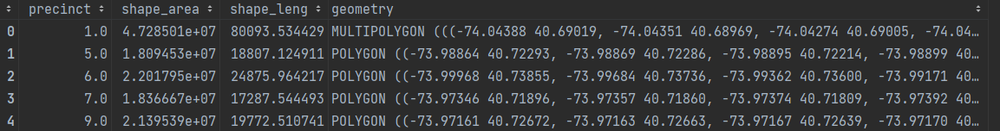 precinct shape_area shape_leng geometry
0 1.0 4.728501e+07 80093.534429 MULTIPOLYGON (((-74.04388 40.69019, -74.04351 40.68969, -74.04274 40.69005, -74.04…
1 5.0 1.809453e+07 18807.124911 POLYGON ((-73.98864 40.72293, -73.98869 40.72286, -73.98895 40.72214, -73.98899 40…
2 6.0 2.201795e+07 24875.964217 POLYGON ((-73.99968 40.73855, -73.99684 40.73736, -73.99362 40.73600, -73.99171 40…
3 7.0 1.836667e+07 17287.544493 POLYGON ((-73.97346 40.71896, -73.97357 40.71860, -73.97374 40.71809, -73.97392 40…
4 9.0 2.139539e+07 19772.510741 POLYGON ((-73.97161 40.72672, -73.97163 40.72663, -73.97167 40.72639, -73.97170 40…